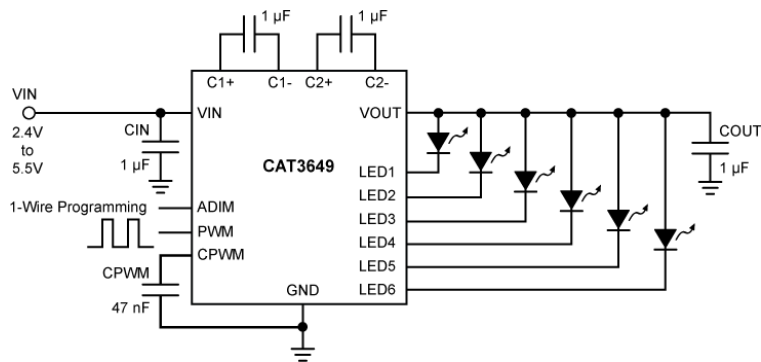 1 µF
1 µF
C1+
C1-
C2+
C2-
VIN
2.4V
to
5.5V
CIN
1 µF
VIN
VOUT
COUT
1 µF
CAT3649
LED1
LED2
LED3
LED4
LED5
LED6
1-Wire Programming
ADIM
PWM
CPWM
CPWM
47 nF
GND